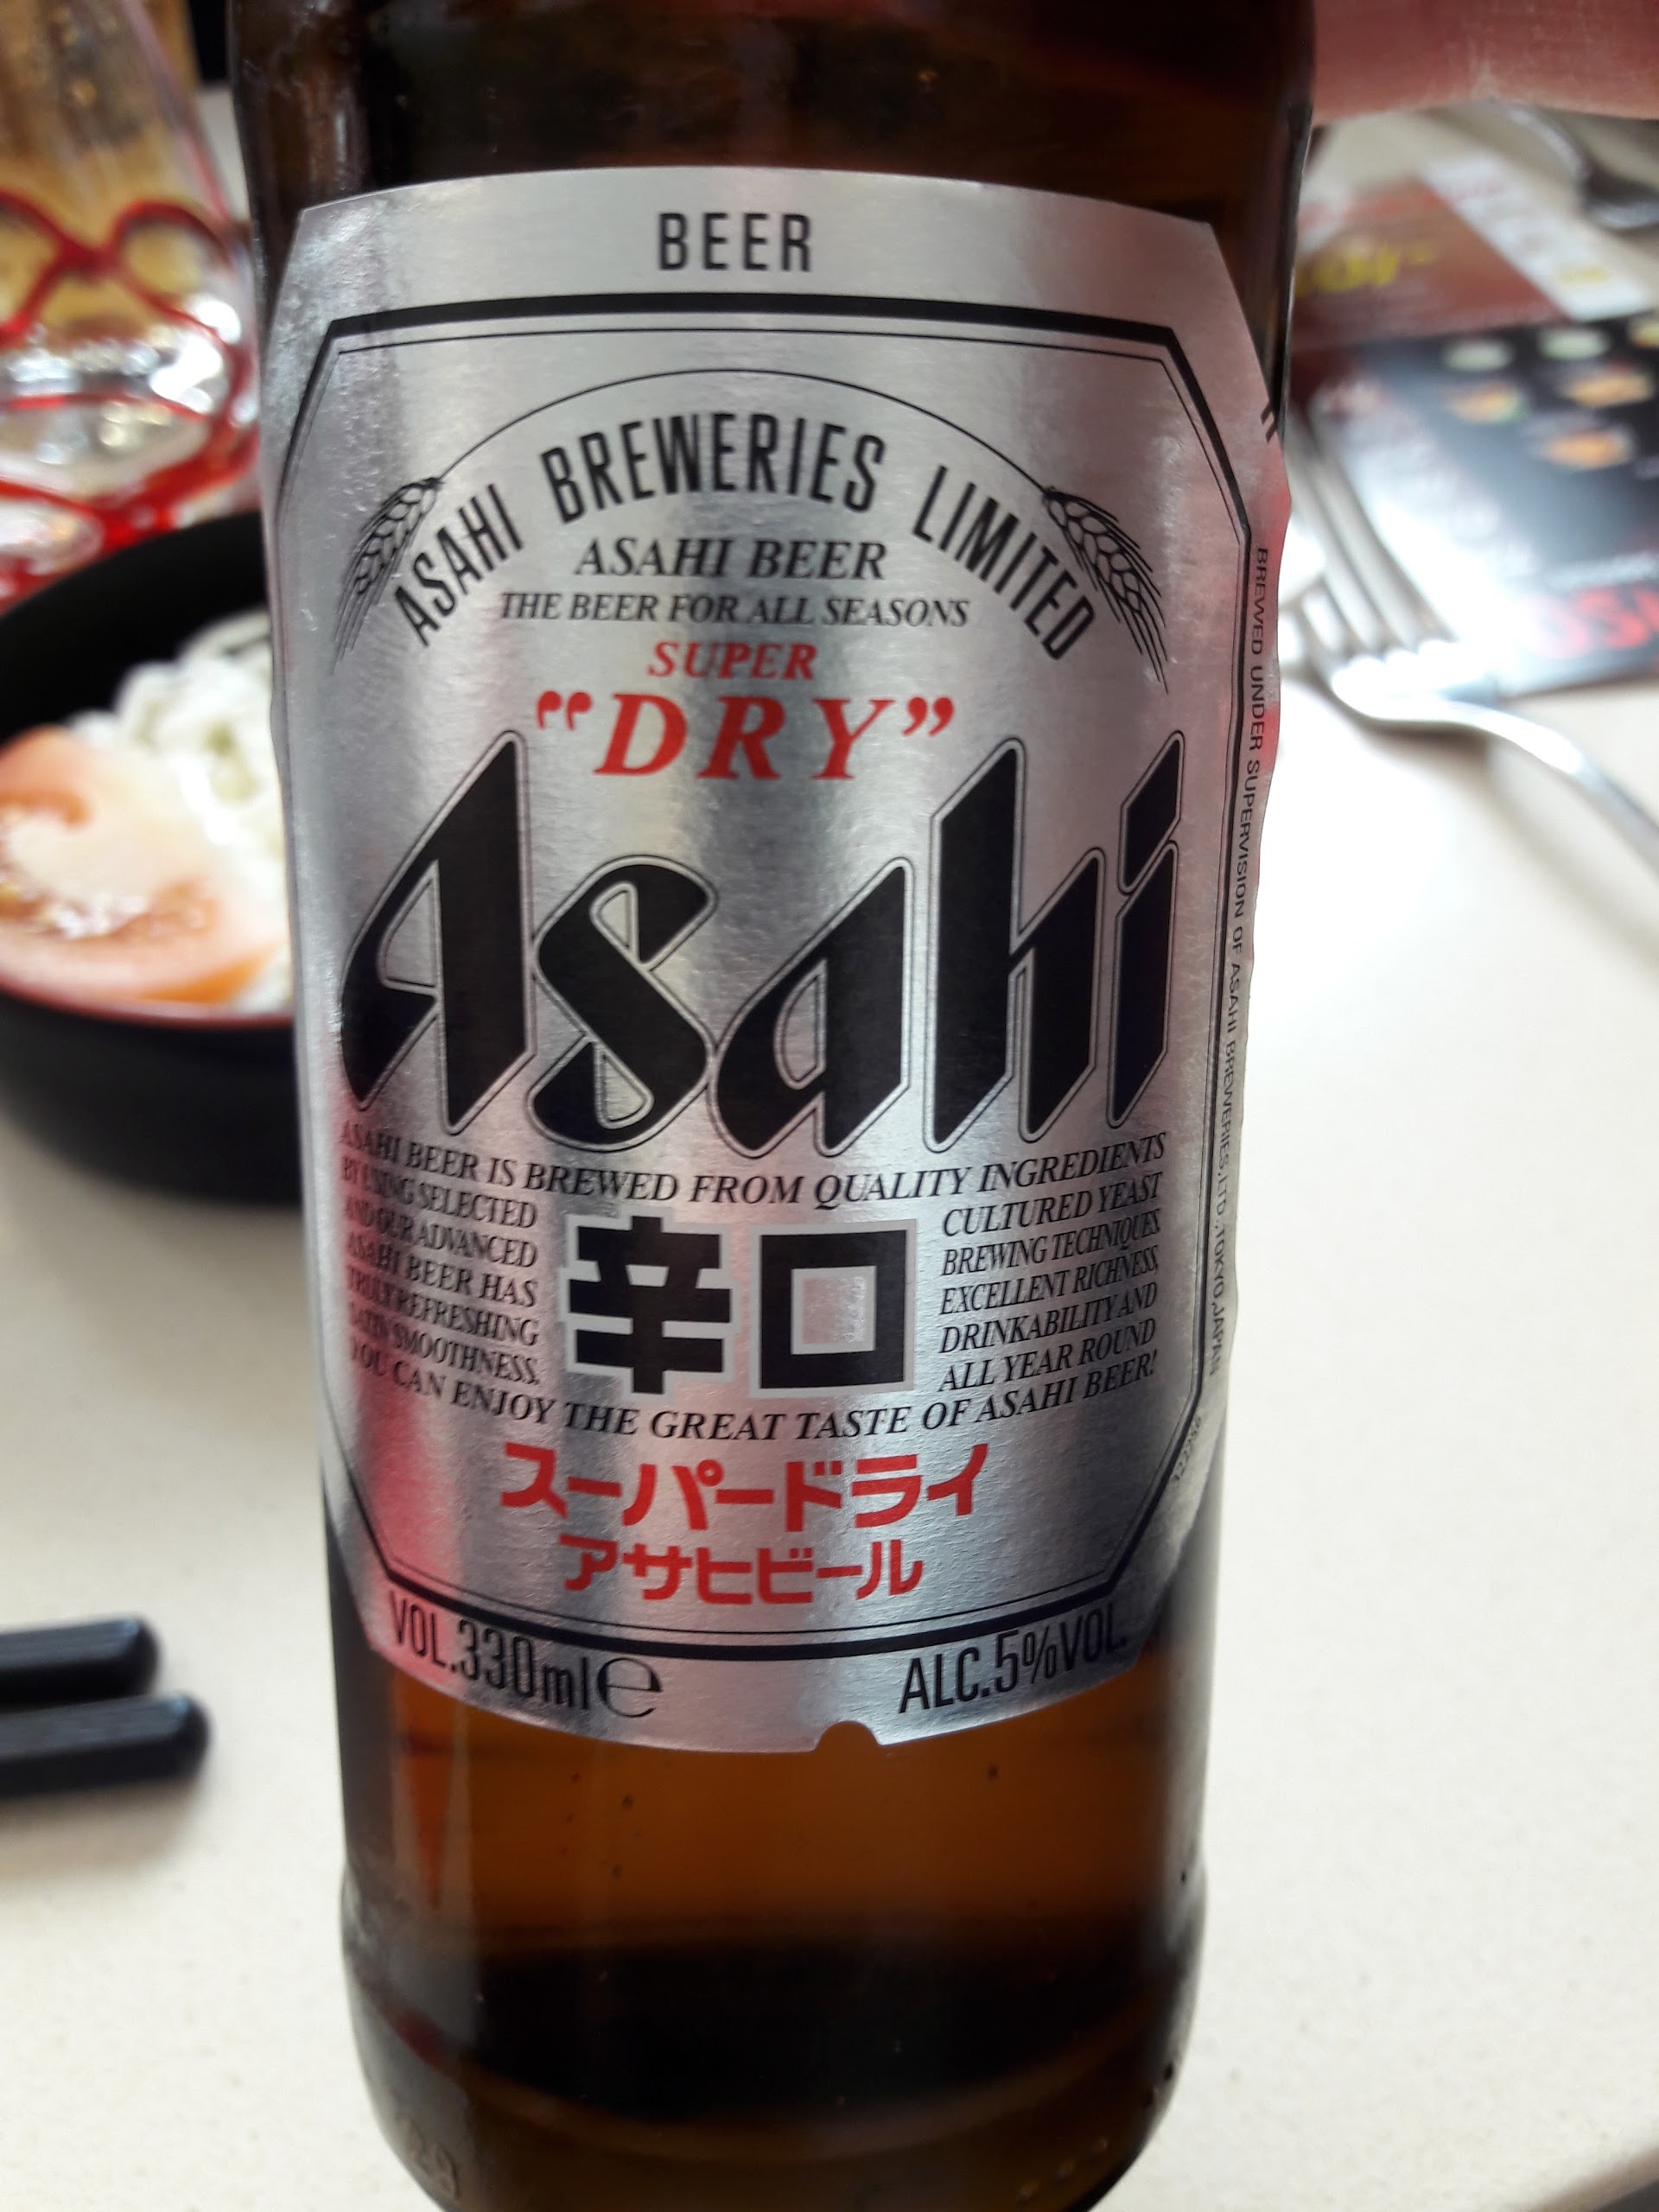 BEER
ASAHI BREWERIES LIMITED
ASAHI BEER
THE BEER FOR ALL SEASONS
SUPER
“DRY”
Asahi
ASAHI BEER IS BREWED FROM QUALITY INGREDIENTS
BY USING SELECTED CULTURED YEAST
AND OUR ADVANCED BREWING TECHNIQUES,
ASAHI BEER HAS EXCELLENT RICHNESS,
TRULY REFRESHING DRINKABILITY AND
SATIN SMOOTHNESS, ALL YEAR ROUND
YOU CAN ENJOY THE GREAT TASTE OF ASAHI BEER!
辛口
スーパードライ
アサヒビール
VOL.330ml℮ ALC.5%VOL.
BREWED UNDER SUPERVISION OF ASAHI BREWERIES,LTD.,TOKYO,JAPAN